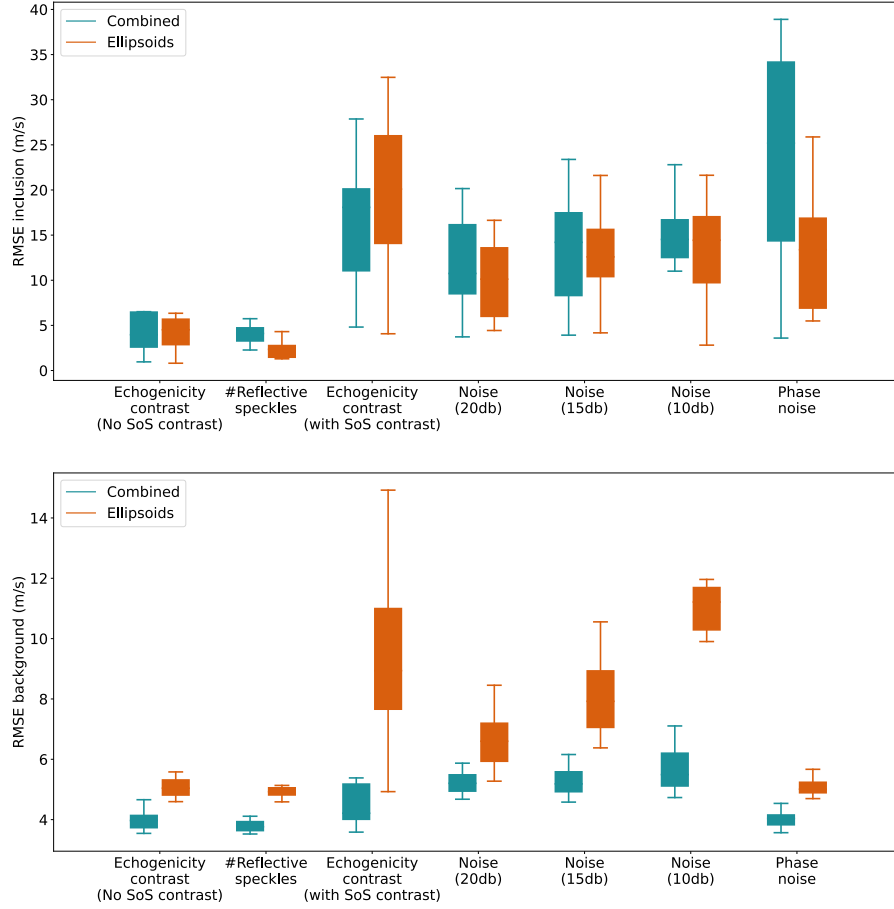 40
35
30
25
20
15
10
5
0
RMSE inclusion (m/s)
Combined
Ellipsoids
Echogenicity
contrast
(No SoS contrast)
#Reflective
speckles
Echogenicity
contrast
(with SoS contrast)
Noise
(20db)
Noise
(15db)
Noise
(10db)
Phase
noise
14
12
10
8
6
4
RMSE background (m/s)
Combined
Ellipsoids
Echogenicity
contrast
(No SoS contrast)
#Reflective
speckles
Echogenicity
contrast
(with SoS contrast)
Noise
(20db)
Noise
(15db)
Noise
(10db)
Phase
noise